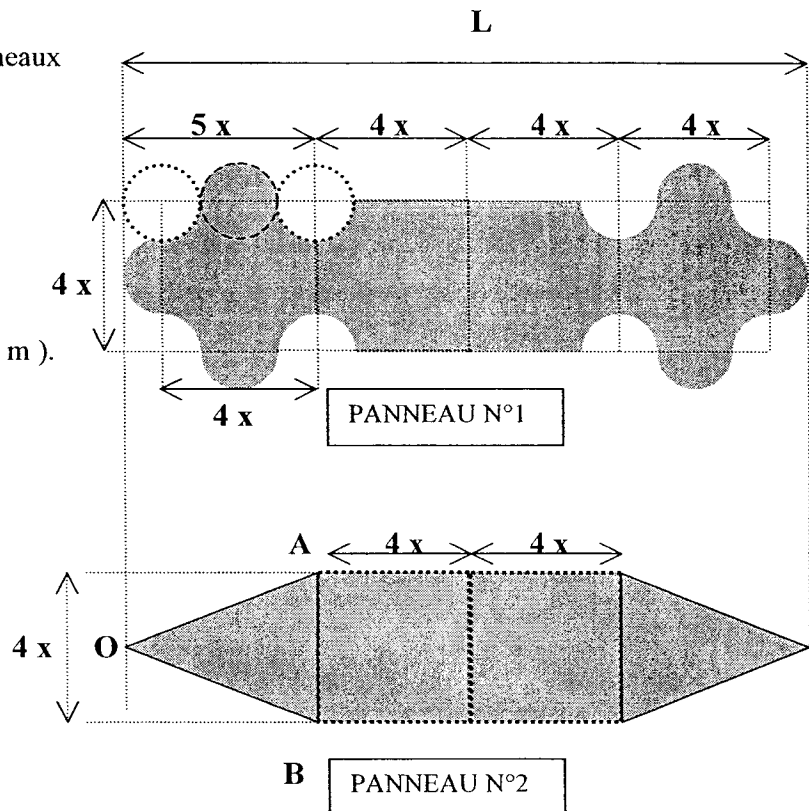 L
neaux
5 x 4 x 4 x 4 x
4 x
m ).
4 x
PANNEAU N°1
A 4 x 4 x
4 x O
B PANNEAU N°2